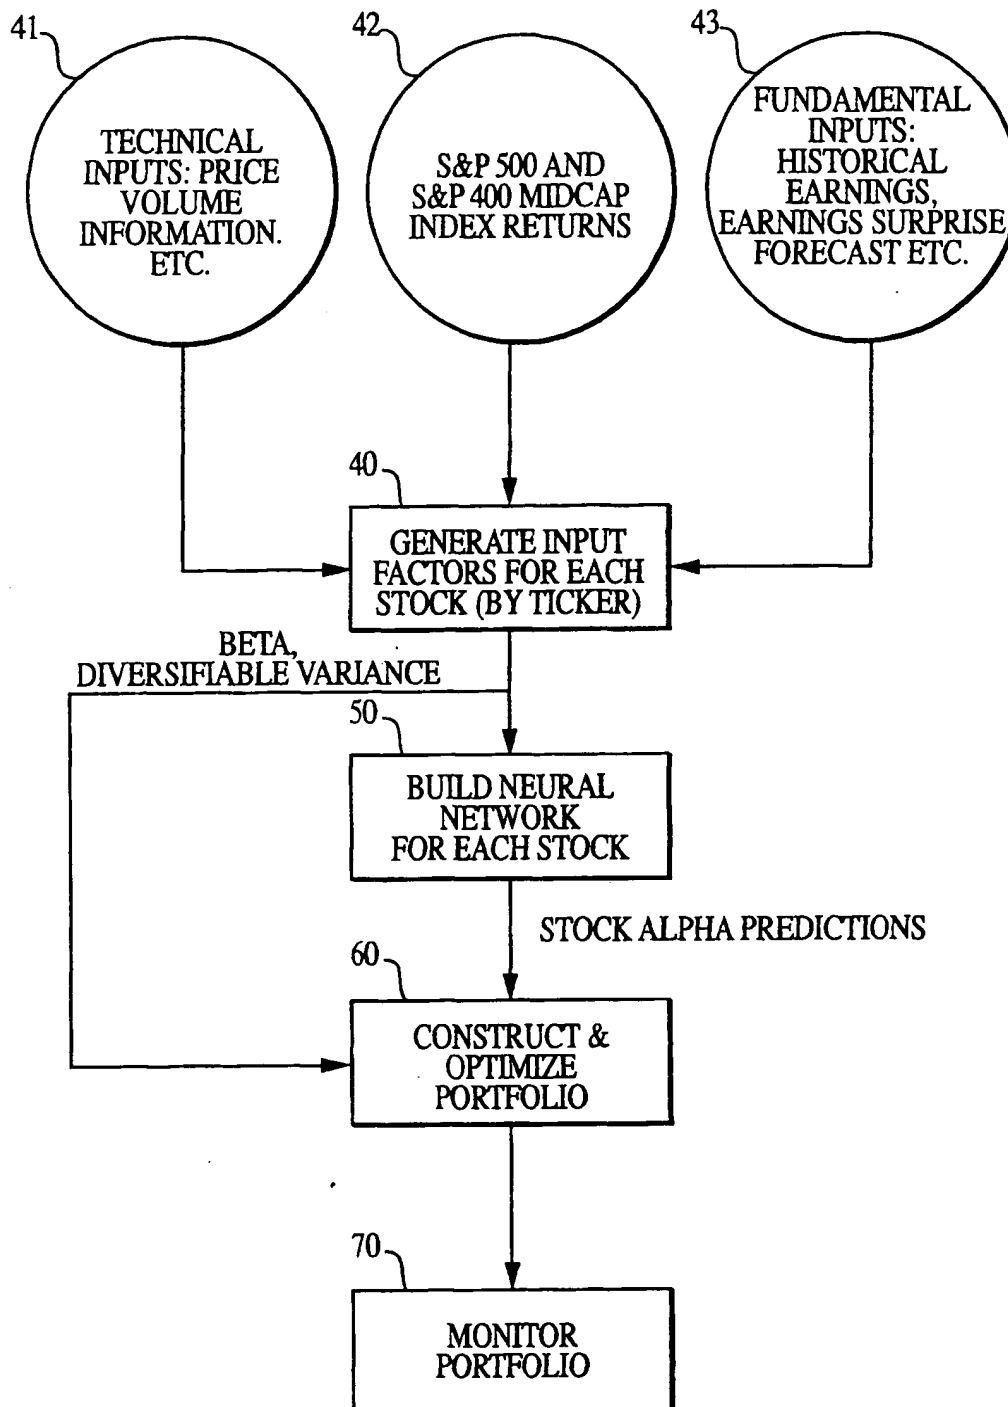 41
42
43
TECHNICAL
INPUTS: PRICE
VOLUME
INFORMATION.
ETC.
S&P 500 AND
S&P 400 MIDCAP
INDEX RETURNS
FUNDAMENTAL
INPUTS:
HISTORICAL
EARNINGS,
EARNINGS SURPRISE
FORECAST ETC.
40
GENERATE INPUT
FACTORS FOR EACH
STOCK (BY TICKER)
BETA,
DIVERSIFIABLE VARIANCE
50
BUILD NEURAL
NETWORK
FOR EACH STOCK
STOCK ALPHA PREDICTIONS
60
CONSTRUCT &
OPTIMIZE
PORTFOLIO
70
MONITOR
PORTFOLIO